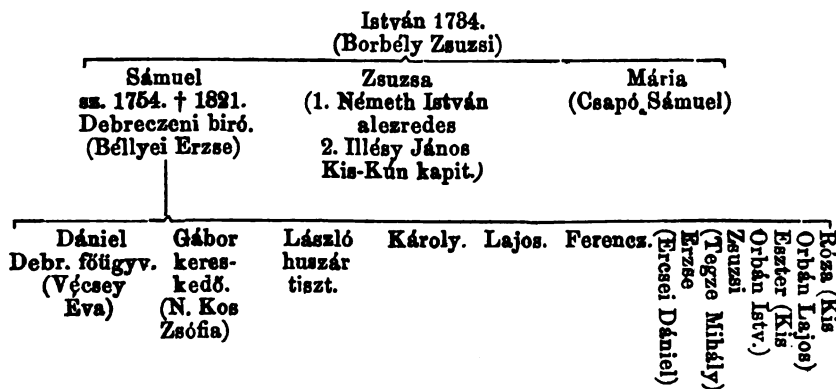 István 1734.
(Borbély Zsuzsi)
Sámuel
sz. 1754. † 1821.
Debreczeni biró.
(Béllyei Erzse)
Zsuzsa
(1. Németh István
alezredes
2. Illésy János
Kis-Kún kapit.)
Mária
(Csapó Sámuel)
Dániel
Debr. főügyv.
(Vécsey
Éva)
Gábor
keres-
kedő.
(N. Kos
Zsófia)
László
huszár
tiszt.
Károly.
Lajos.
Ferencz.
Róza (Kis
Orbán Lajos)
Eszter (Kis
Orbán Istv.)
Zsuzsi
(Tegze Mihály)
Erzse
(Ercsei Dániel)